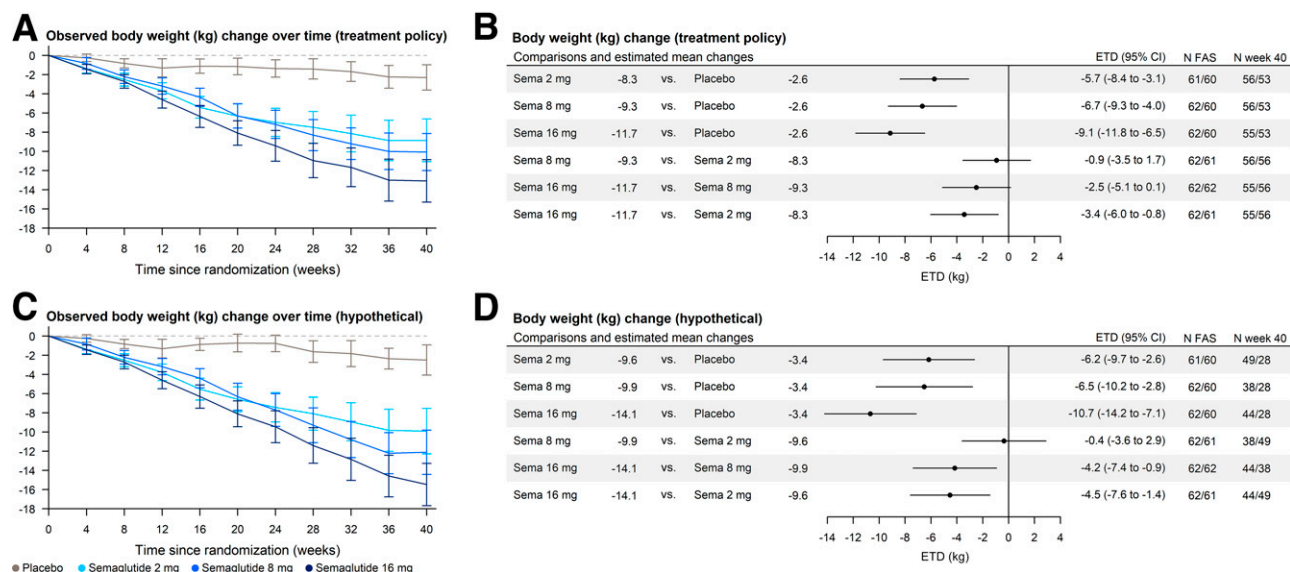 A
Observed body weight (kg) change over time (treatment policy)
0
-2
-4
-6
-8
-10
-12
-14
-16
-18
0 4 8 12 16 20 24 28 32 36 40
Time since randomization (weeks)
B
Body weight (kg) change (treatment policy)
Comparisons and estimated mean changes ETD (95% CI) N FAS N week 40
Sema 2 mg -8.3 vs. Placebo -2.6 -5.7 (-8.4 to -3.1) 61/60 56/53
Sema 8 mg -9.3 vs. Placebo -2.6 -6.7 (-9.3 to -4.0) 62/60 56/53
Sema 16 mg -11.7 vs. Placebo -2.6 -9.1 (-11.8 to -6.5) 62/60 55/53
Sema 8 mg -9.3 vs. Sema 2 mg -8.3 -0.9 (-3.5 to 1.7) 62/61 56/56
Sema 16 mg -11.7 vs. Sema 8 mg -9.3 -2.5 (-5.1 to 0.1) 62/62 55/56
Sema 16 mg -11.7 vs. Sema 2 mg -8.3 -3.4 (-6.0 to -0.8) 62/61 55/56
-14 -12 -10 -8 -6 -4 -2 0 2 4
ETD (kg)
C
Observed body weight (kg) change over time (hypothetical)
0
-2
-4
-6
-8
-10
-12
-14
-16
-18
0 4 8 12 16 20 24 28 32 36 40
Time since randomization (weeks)
Placebo Semaglutide 2 mg Semaglutide 8 mg Semaglutide 16 mg
D
Body weight (kg) change (hypothetical)
Comparisons and estimated mean changes ETD (95% CI) N FAS N week 40
Sema 2 mg -9.6 vs. Placebo -3.4 -6.2 (-9.7 to -2.6) 61/60 49/28
Sema 8 mg -9.9 vs. Placebo -3.4 -6.5 (-10.2 to -2.8) 62/60 38/28
Sema 16 mg -14.1 vs. Placebo -3.4 -10.7 (-14.2 to -7.1) 62/60 44/28
Sema 8 mg -9.9 vs. Sema 2 mg -9.6 -0.4 (-3.6 to 2.9) 62/61 38/49
Sema 16 mg -14.1 vs. Sema 8 mg -9.9 -4.2 (-7.4 to -0.9) 62/62 44/38
Sema 16 mg -14.1 vs. Sema 2 mg -9.6 -4.5 (-7.6 to -1.4) 62/61 44/49
-14 -12 -10 -8 -6 -4 -2 0 2 4
ETD (kg)